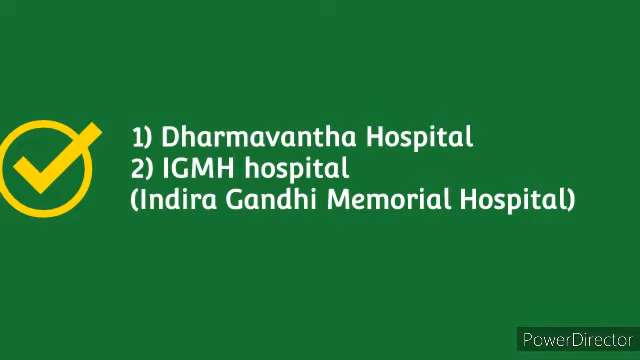 1) Dharmavantha Hospital
2) IGMH hospital
(Indira Gandhi Memorial Hospital)
PowerDirector